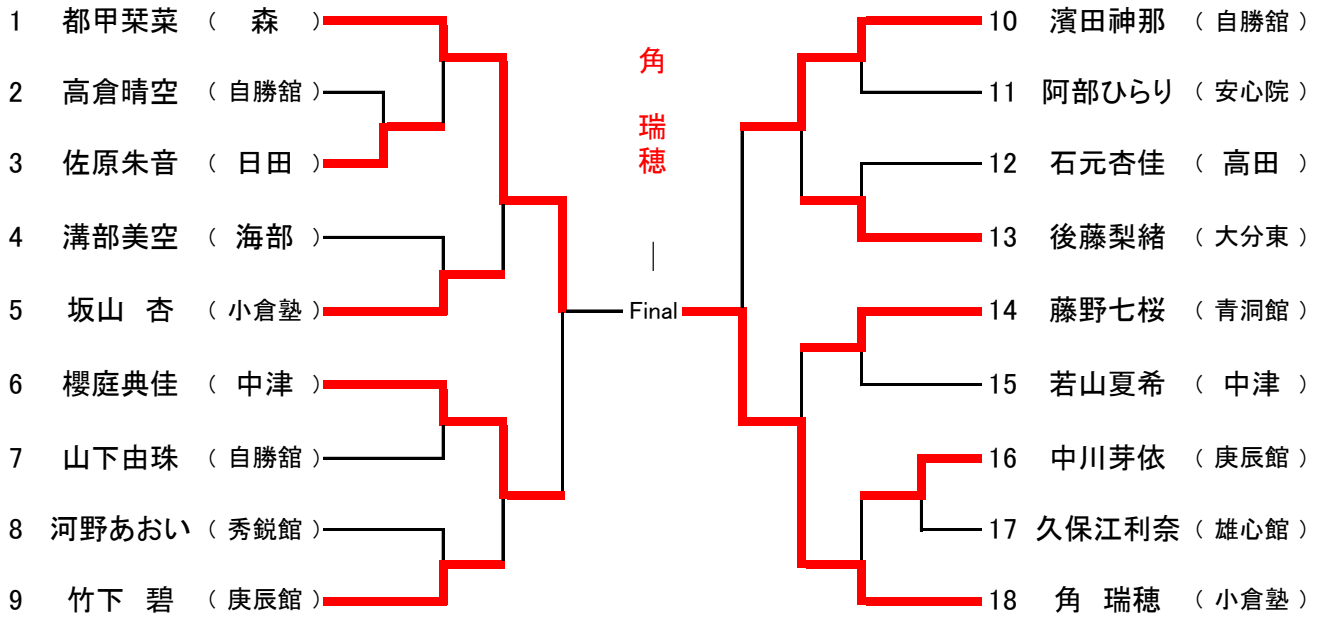 1 都甲栞菜 （ 森 ）
2 高倉晴空 （ 自勝舘 ）
3 佐原朱音 （ 日田 ）
4 溝部美空 （ 海部 ）
5 坂山 杏 （ 小倉塾 ）
6 櫻庭典佳 （ 中津 ）
7 山下由珠 （ 自勝舘 ）
8 河野あおい （ 秀鋭館 ）
9 竹下 碧 （ 庚辰館 ）
角 瑞穂
Final
10 濱田神那 （ 自勝舘 ）
11 阿部ひらり （ 安心院 ）
12 石元杏佳 （ 高田 ）
13 後藤梨緒 （ 大分東 ）
14 藤野七桜 （ 青洞館 ）
15 若山夏希 （ 中津 ）
16 中川芽依 （ 庚辰館 ）
17 久保江利奈 （ 雄心館 ）
18 角 瑞穂 （ 小倉塾 ）